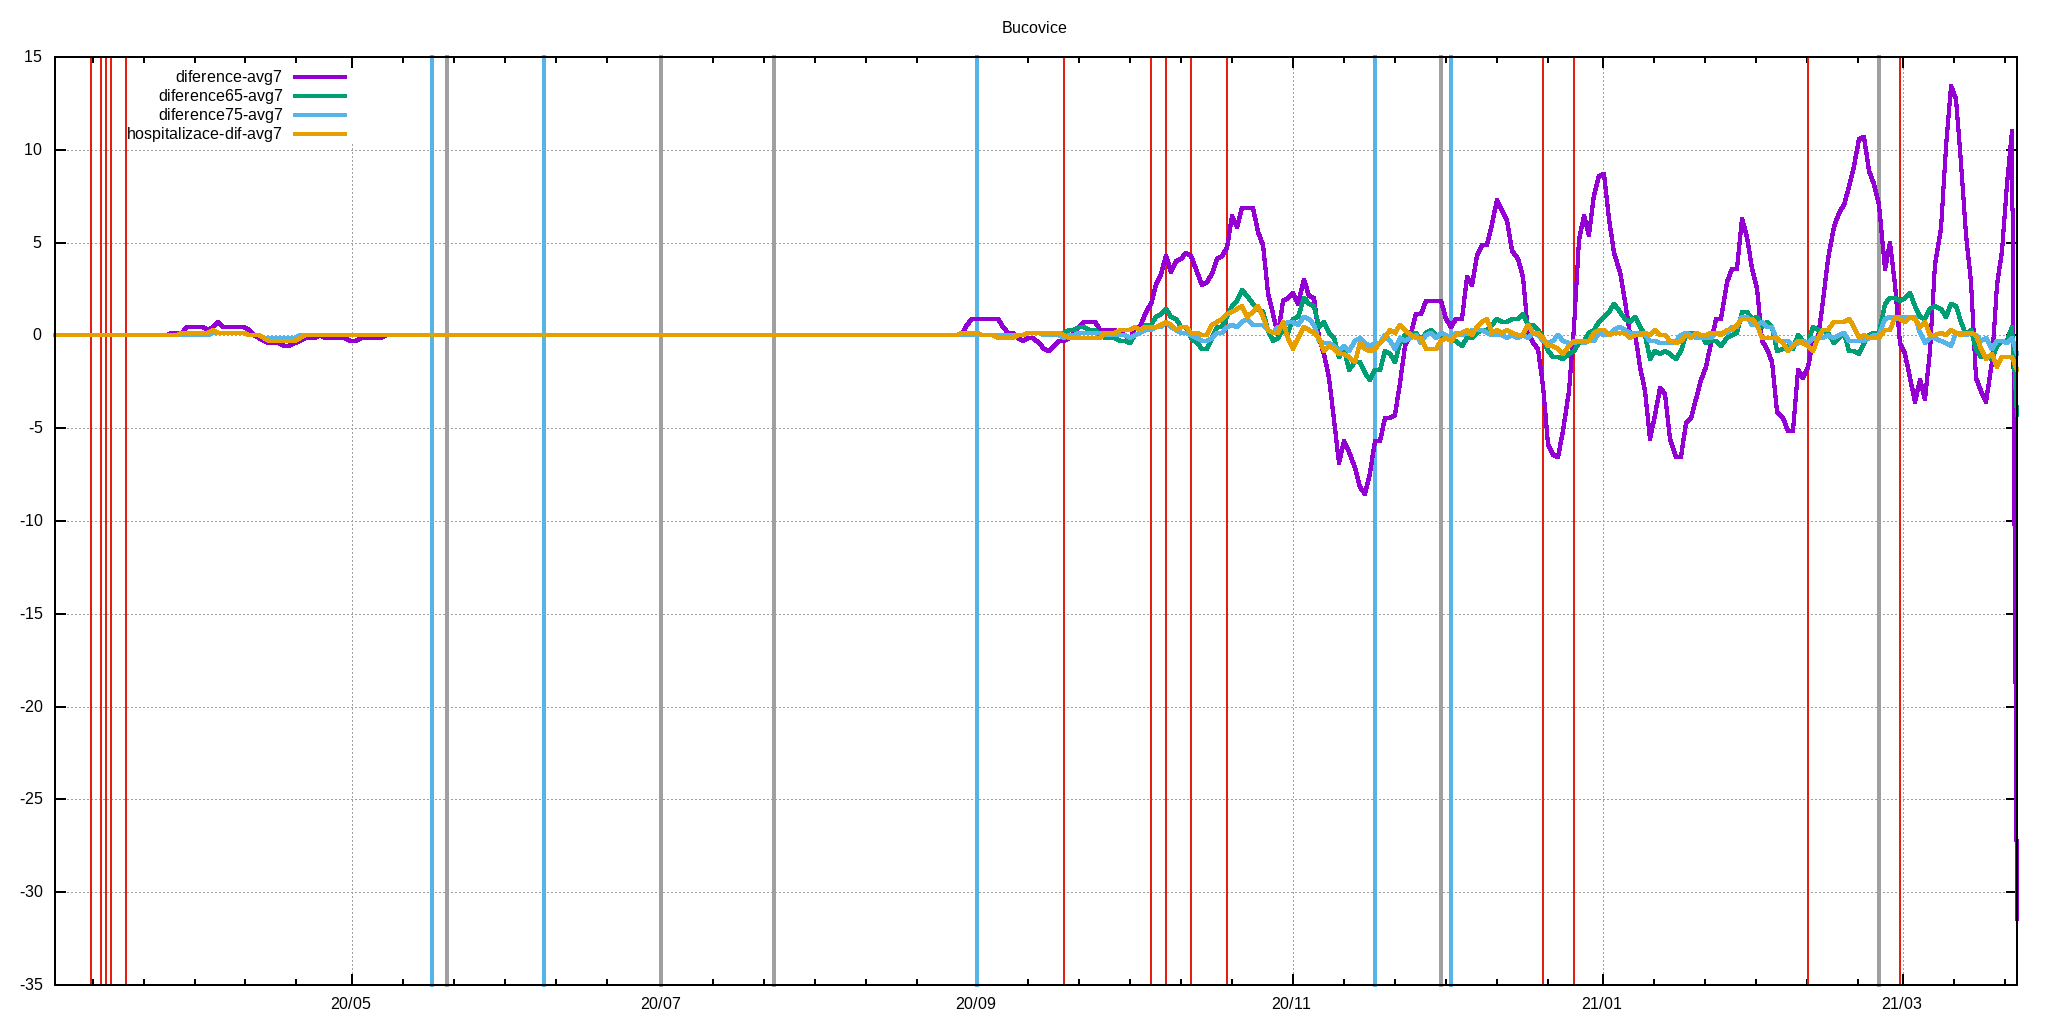 Bucovice
diference-avg7
diference65-avg7
diference75-avg7
hospitalizace-dif-avg7
15
10
5
0
-5
-10
-15
-20
-25
-30
-35
20/05 20/07 20/09 20/11 21/01 21/03